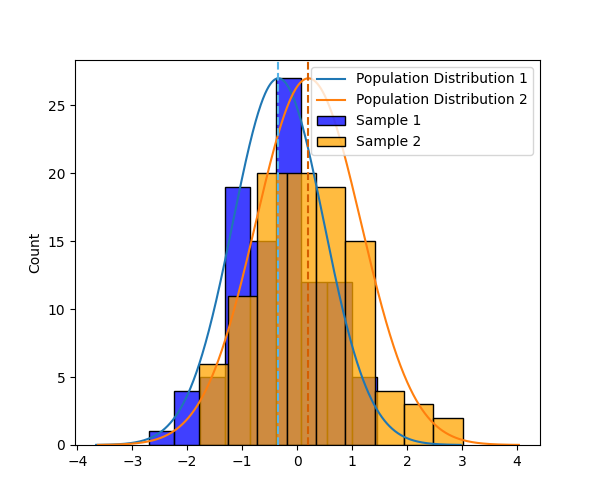 Population Distribution 1
Population Distribution 2
Sample 1
Sample 2
Count
25
20
15
10
5
0
−4 −3 −2 −1 0 1 2 3 4